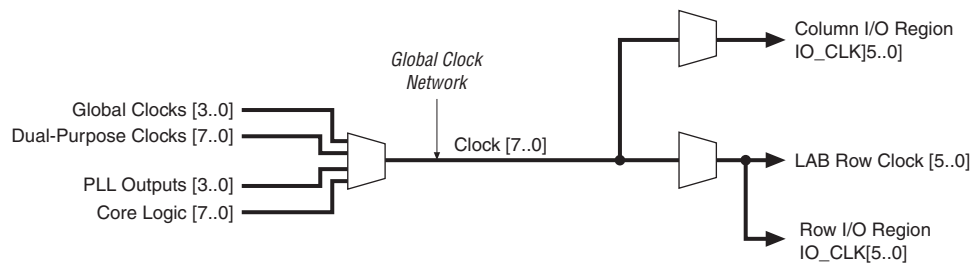 Column I/O Region
IO_CLK]5..0]
Global Clock
Network
Global Clocks [3..0]
Dual-Purpose Clocks [7..0]
Clock [7..0]
PLL Outputs [3..0]
Core Logic [7..0]
LAB Row Clock [5..0]
Row I/O Region
IO_CLK[5..0]